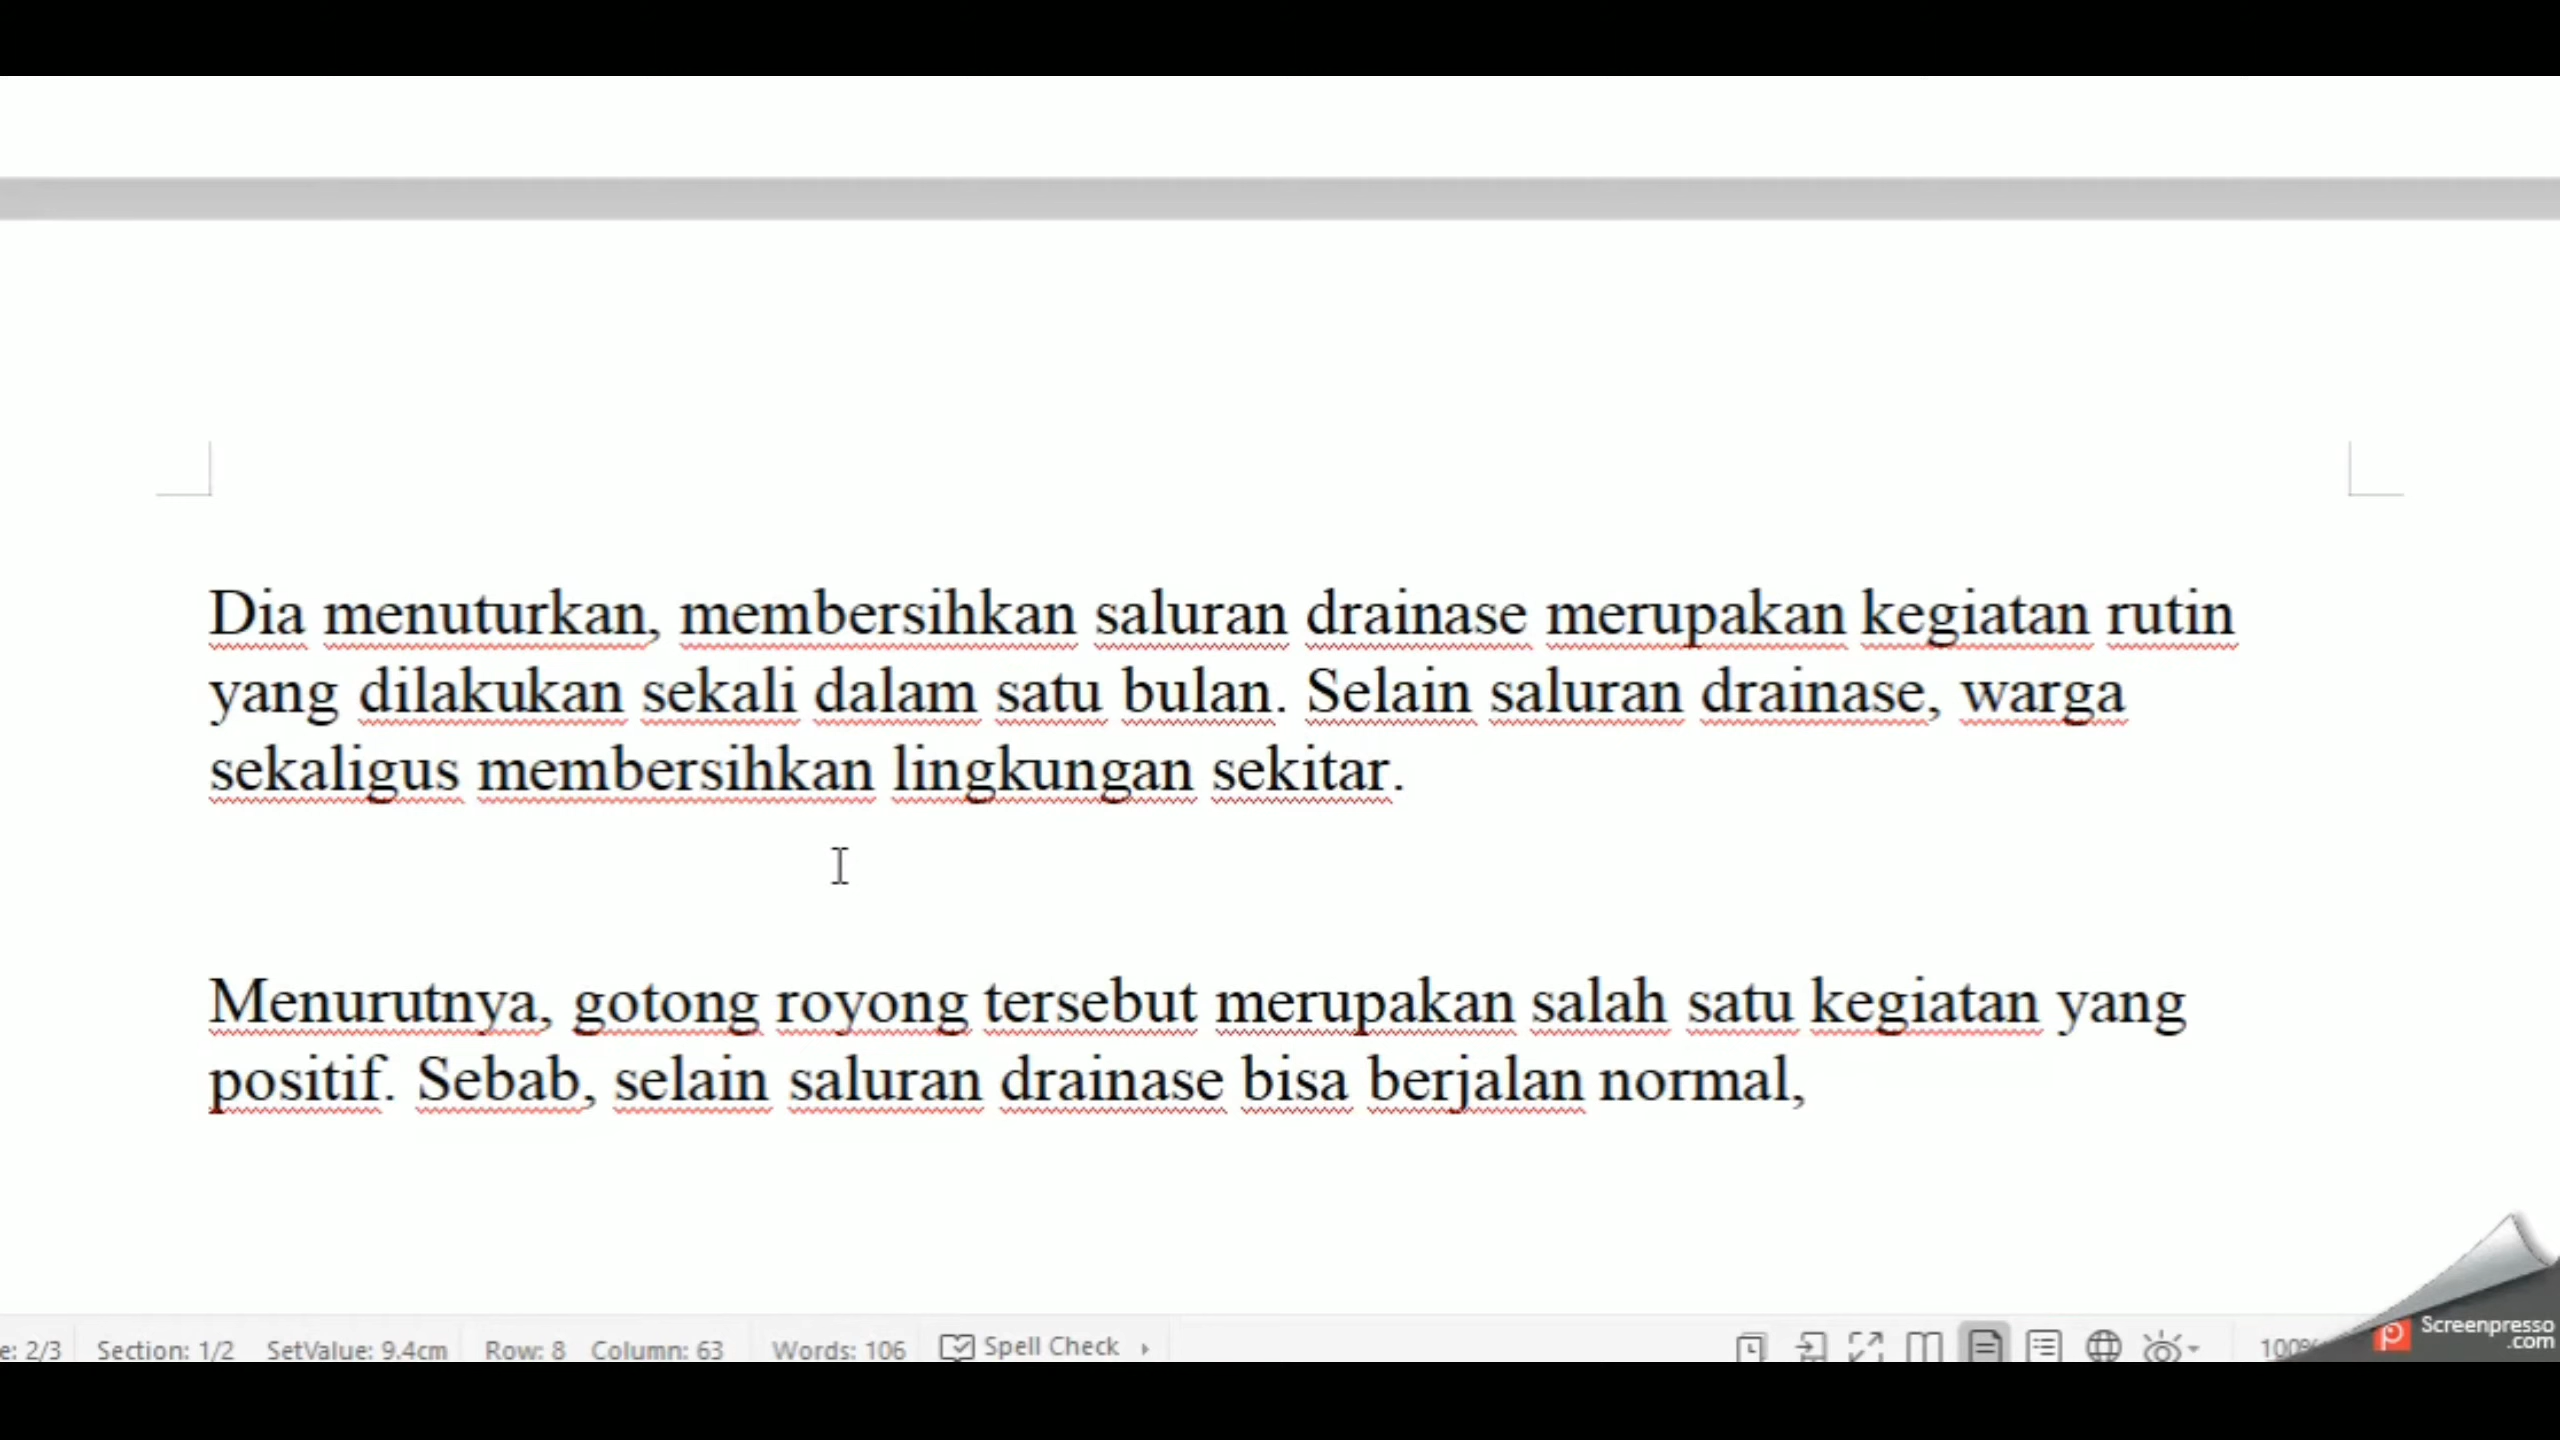 Dia menuturkan, membersihkan saluran drainase merupakan kegiatan rutin
yang dilakukan sekali dalam satu bulan. Selain saluran drainase, warga
sekaligus membersihkan lingkungan sekitar.
Menurutnya, gotong royong tersebut merupakan salah satu kegiatan yang
positif. Sebab, selain saluran drainase bisa berjalan normal,
e: 2/3 Section: 1/2 SetValue: 9.4cm Row: 8 Column: 63 Words: 106 Spell Check 100%
Screenpresso
.com